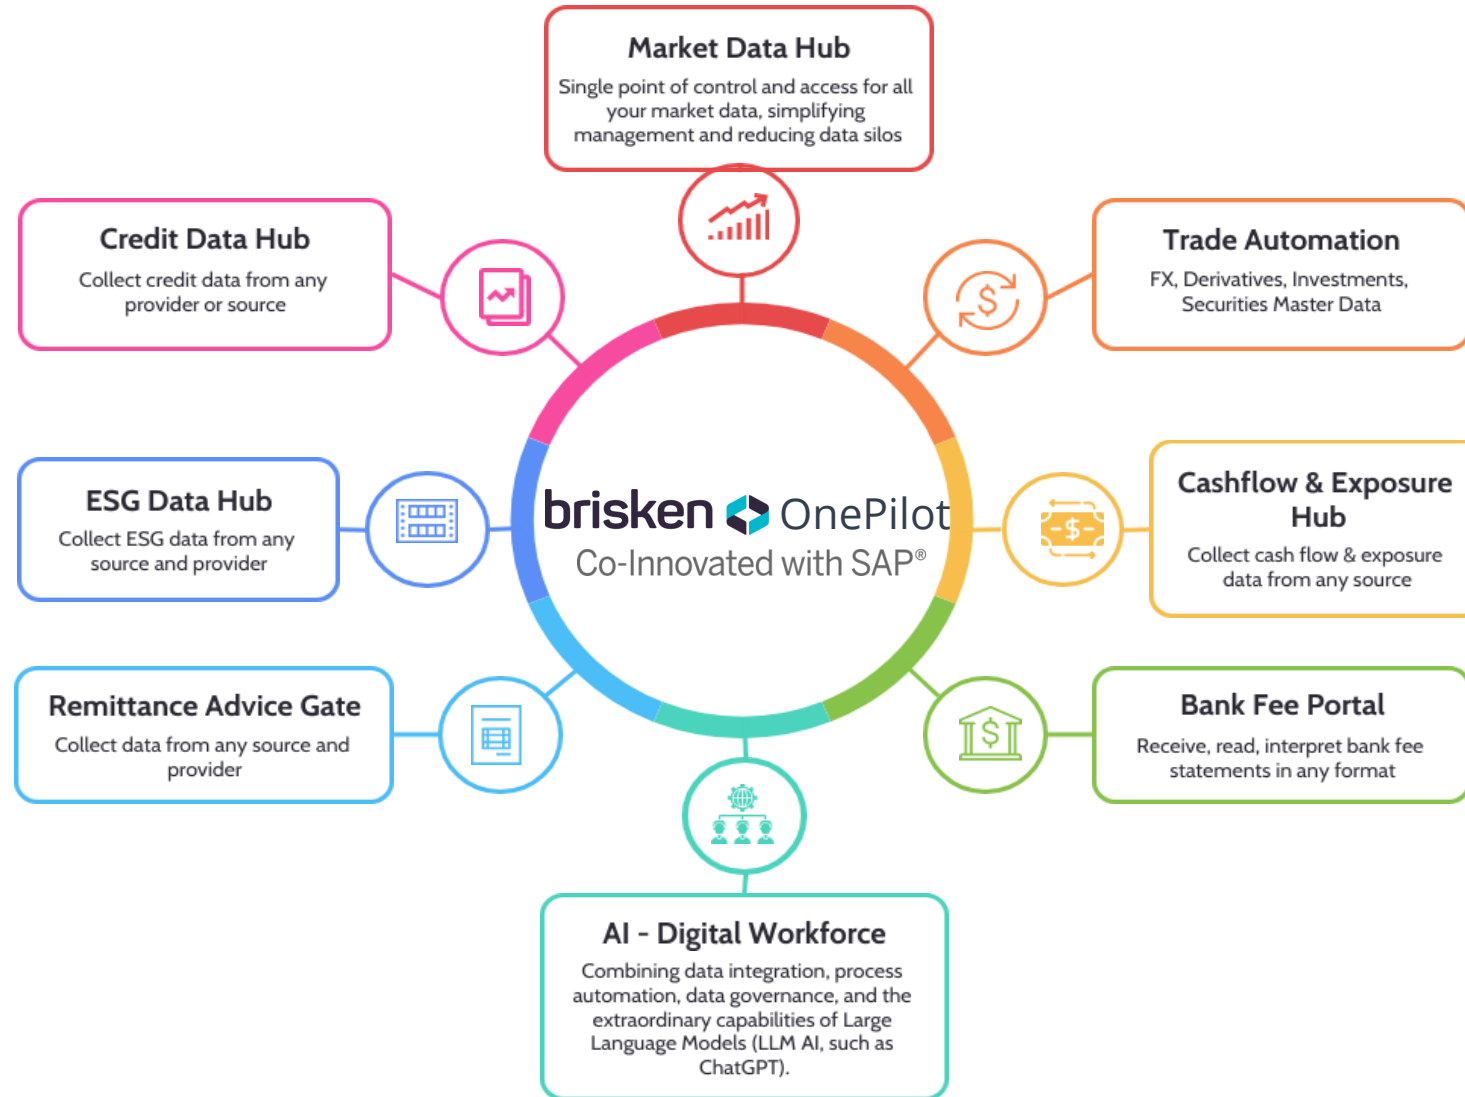 Market Data Hub
Single point of control and access for all
your market data, simplifying
management and reducing data silos
Credit Data Hub
Collect credit data from any
provider or source
Trade Automation
FX, Derivatives, Investments,
Securities Master Data
ESG Data Hub
Collect ESG data from any
source and provider
brisken OnePilot
Co-Innovated with SAP®
Cashflow & Exposure
Hub
Collect cash flow & exposure
data from any source
Remittance Advice Gate
Collect data from any source and
provider
Bank Fee Portal
Receive, read, interpret bank fee
statements in any format
AI - Digital Workforce
Combining data integration, process
automation, data governance, and the
extraordinary capabilities of Large
Language Models (LLM AI, such as
ChatGPT).